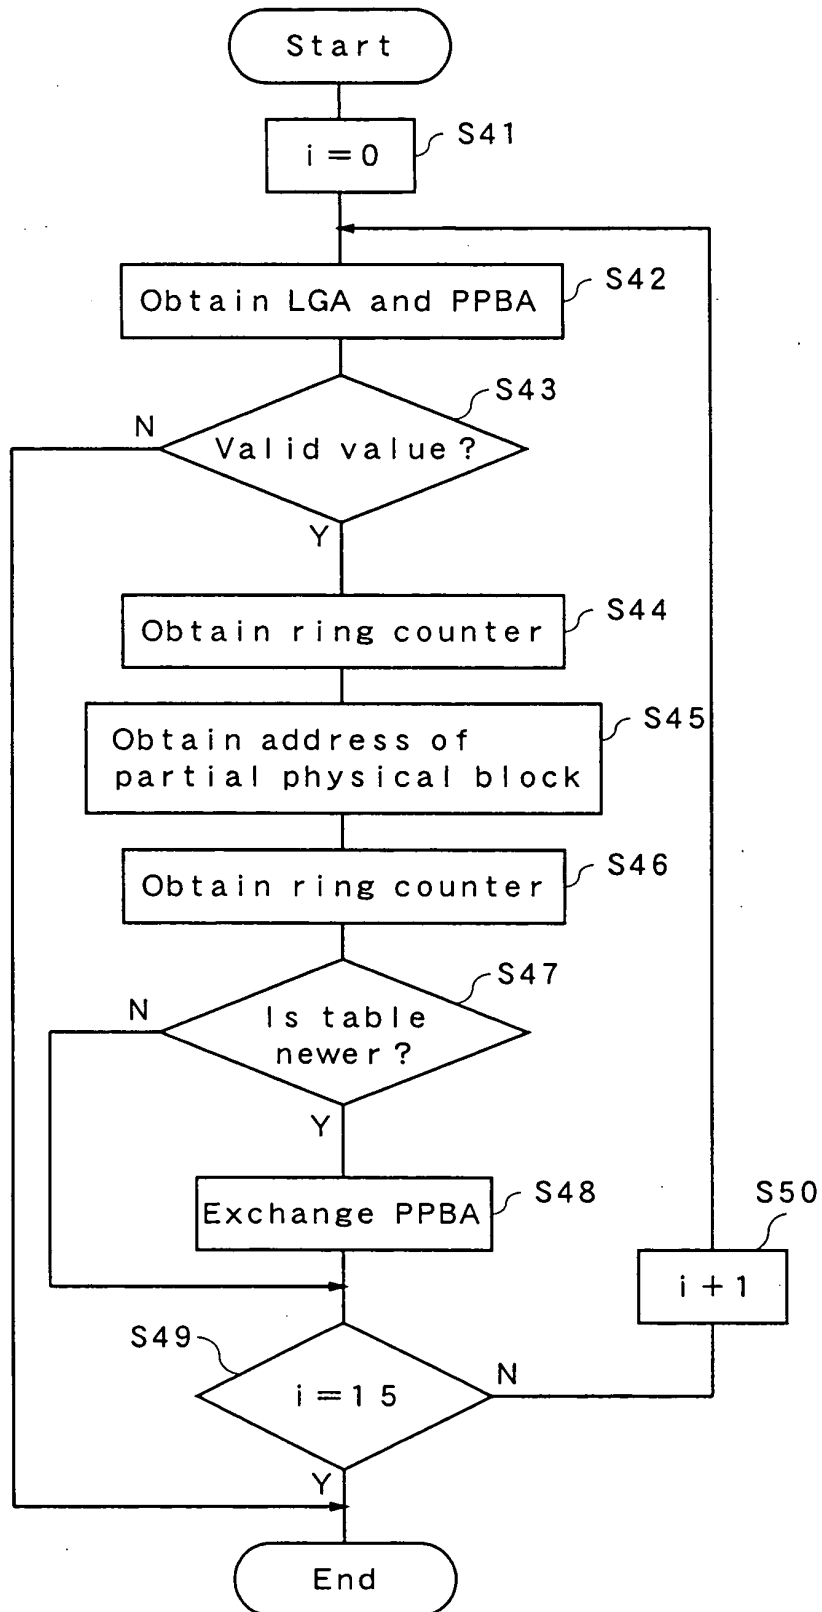 Start
i=0
S41
Obtain LGA and PPBA
S42
Valid value?
S43
N
Y
Obtain ring counter
S44
Obtain address of
partial physical block
S45
Obtain ring counter
S46
Is table
newer?
S47
N
Y
Exchange PPBA
S48
S50
i+1
S49
i=15
N
Y
End